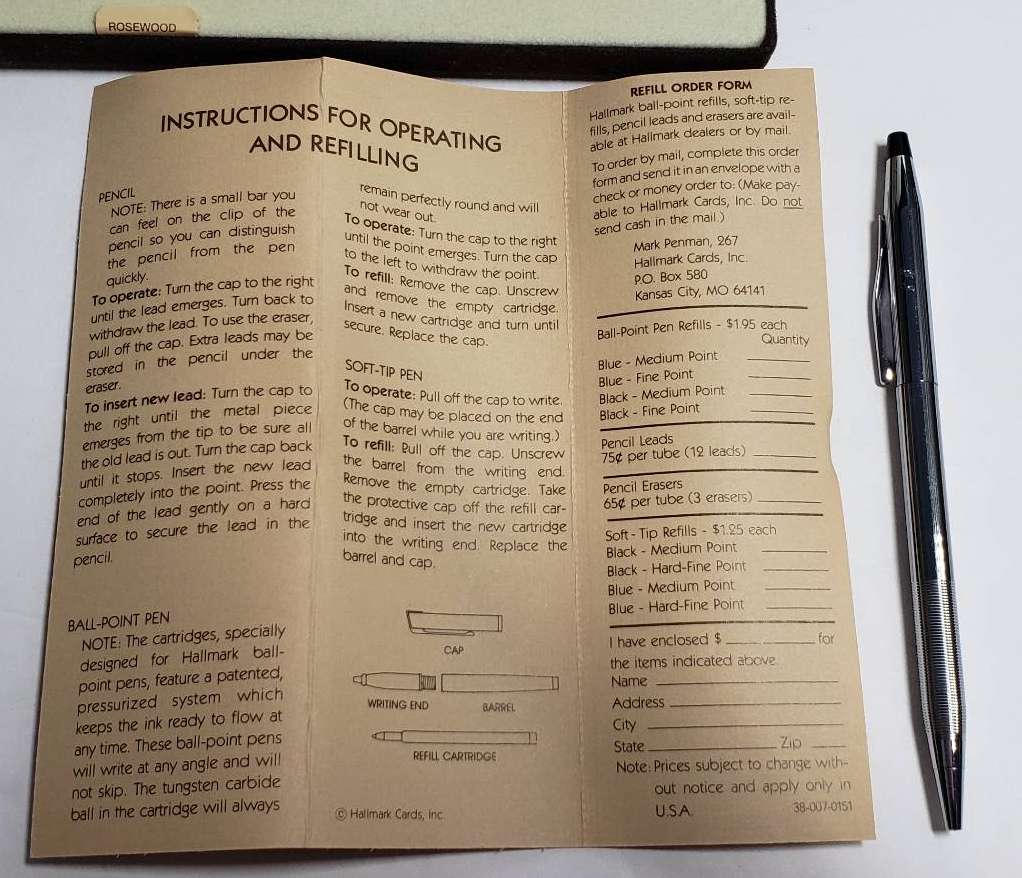 ROSEWOOD
INSTRUCTIONS FOR OPERATING
AND REFILLING
PENCIL
NOTE: There is a small bar you
can feel on the clip of the
pencil so you can distinguish
the pencil from the pen
quickly.
To operate: Turn the cap to the right
until the lead emerges. Turn back to
withdraw the lead. To use the eraser,
pull off the cap. Extra leads may be
stored in the pencil under the
eraser.
To insert new lead: Turn the cap to
the right until the metal piece
emerges from the tip to be sure all
the old lead is out. Turn the cap back
until it stops. Insert the new lead
completely into the point. Press the
end of the lead gently on a hard
surface to secure the lead in the
pencil.
BALL-POINT PEN
NOTE: The cartridges, specially
designed for Hallmark ball-
point pens, feature a patented,
pressurized system which
keeps the ink ready to flow at
any time. These ball-point pens
will write at any angle and will
not skip. The tungsten carbide
ball in the cartridge will always
remain perfectly round and will
not wear out.
To operate: Turn the cap to the right
until the point emerges. Turn the cap
to the left to withdraw the point.
To refill: Remove the cap. Unscrew
and remove the empty cartridge.
Insert a new cartridge and turn until
secure. Replace the cap.
SOFT-TIP PEN
To operate: Pull off the cap to write.
(The cap may be placed on the end
of the barrel while you are writing.)
To refill: Pull off the cap. Unscrew
the barrel from the writing end.
Remove the empty cartridge. Take
the protective cap off the refill car-
tridge and insert the new cartridge
into the writing end. Replace the
barrel and cap.
CAP
WRITING END BARREL
REFILL CARTRIDGE
© Hallmark Cards, Inc.
REFILL ORDER FORM
Hallmark ball-point refills, soft-tip re-
fills, pencil leads and erasers are avail-
able at Hallmark dealers or by mail.
To order by mail, complete this order
form and send it in an envelope with a
check or money order to: (Make pay-
able to Hallmark Cards, Inc. Do not
send cash in the mail.)
Mark Penman, 267
Hallmark Cards, Inc.
P.O. Box 580
Kansas City, MO 64141
Ball-Point Pen Refills - $1.95 each
Quantity
Blue - Medium Point
Blue - Fine Point
Black - Medium Point
Black - Fine Point
Pencil Leads
75¢ per tube (12 leads)
Pencil Erasers
65¢ per tube (3 erasers)
Soft - Tip Refills - $1.25 each
Black - Medium Point
Black - Hard-Fine Point
Blue - Medium Point
Blue - Hard-Fine Point
I have enclosed $ for
the items indicated above.
Name
Address
City
State Zip
Note: Prices subject to change with-
out notice and apply only in
U.S.A. 38-007-0151